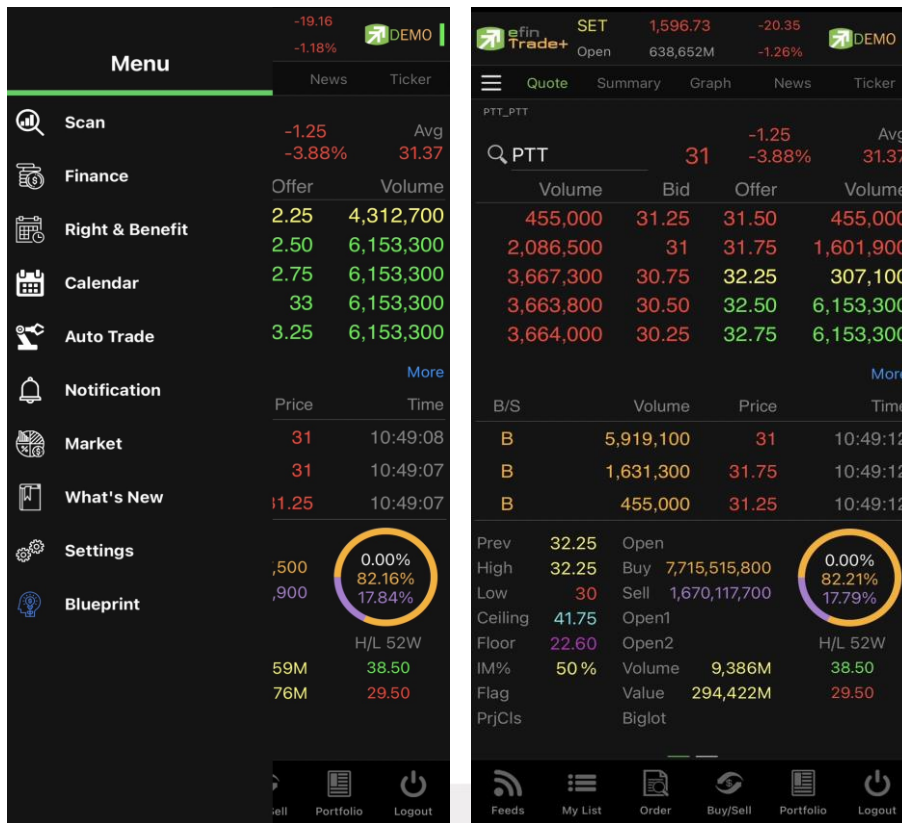 -19.16
DEMO
-1.18%
Menu
News Ticker
Scan
-1.25 Avg
-3.88% 31.37
Finance
Offer Volume
2.25 4,312,700
Right & Benefit
2.50 6,153,300
2.75 6,153,300
Calendar
33 6,153,300
3.25 6,153,300
Auto Trade
More
Notification
Price Time
31 10:49:08
Market
31 10:49:07
What's New
31.25 10:49:07
Settings
0.00%
,500 82.16%
,900 17.84%
Blueprint
H/L 52W
59M 38.50
76M 29.50
ell Portfolio Logout
efin Trade+ SET 1,596.73 -20.35 DEMO
Open 638,652M -1.26%
Quote Summary Graph News Ticker
PTT_PTT
-1.25 Avg
PTT 31 -3.88% 31.37
Volume Bid Offer Volume
455,000 31.25 31.50 455,000
2,086,500 31 31.75 1,601,900
3,667,300 30.75 32.25 307,100
3,663,800 30.50 32.50 6,153,300
3,664,000 30.25 32.75 6,153,300
More
B/S Volume Price Time
B 5,919,100 31 10:49:12
B 1,631,300 31.75 10:49:12
B 455,000 31.25 10:49:12
Prev 32.25 Open
High 32.25 Buy 7,715,515,800 0.00%
82.21%
Low 30 Sell 1,670,117,700 17.79%
Ceiling 41.75 Open1
Floor 22.60 Open2 H/L 52W
IM% 50 % Volume 9,386M 38.50
Flag Value 294,422M 29.50
PrjCls Biglot
Feeds My List Order Buy/Sell Portfolio Logout